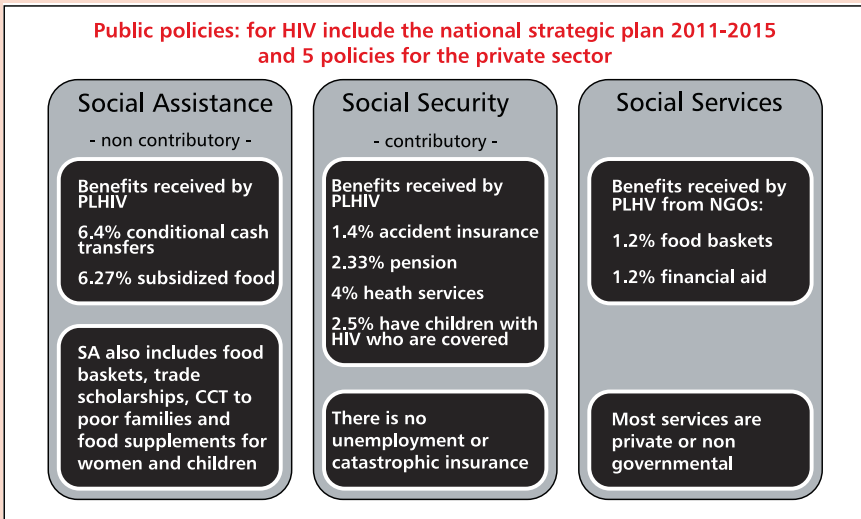 Public policies: for HIV include the national strategic plan 2011-2015
and 5 policies for the private sector
Social Assistance
- non contributory -
Benefits received by
PLHIV
6.4% conditional cash
transfers
6.27% subsidized food
SA also includes food
baskets, trade
scholarships, CCT to
poor families and
food supplements for
women and children
Social Security
- contributory -
Benefits received by
PLHIV
1.4% accident insurance
2.33% pension
4% heath services
2.5% have children with
HIV who are covered
There is no
unemployment or
catastrophic insurance
Social Services
Benefits received by
PLHV from NGOs:
1.2% food baskets
1.2% financial aid
Most services are
private or non
governmental